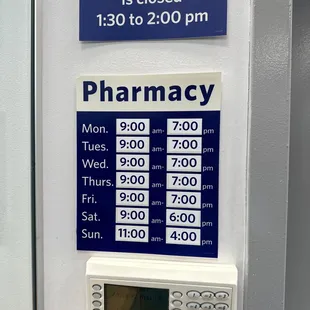 is closed
1:30 to 2:00 pm
Pharmacy
Mon. 9:00 am- 7:00 pm
Tues. 9:00 am- 7:00 pm
Wed. 9:00 am- 7:00 pm
Thurs. 9:00 am- 7:00 pm
Fri. 9:00 am- 7:00 pm
Sat. 9:00 am- 6:00 pm
Sun. 11:00 am- 4:00 pm